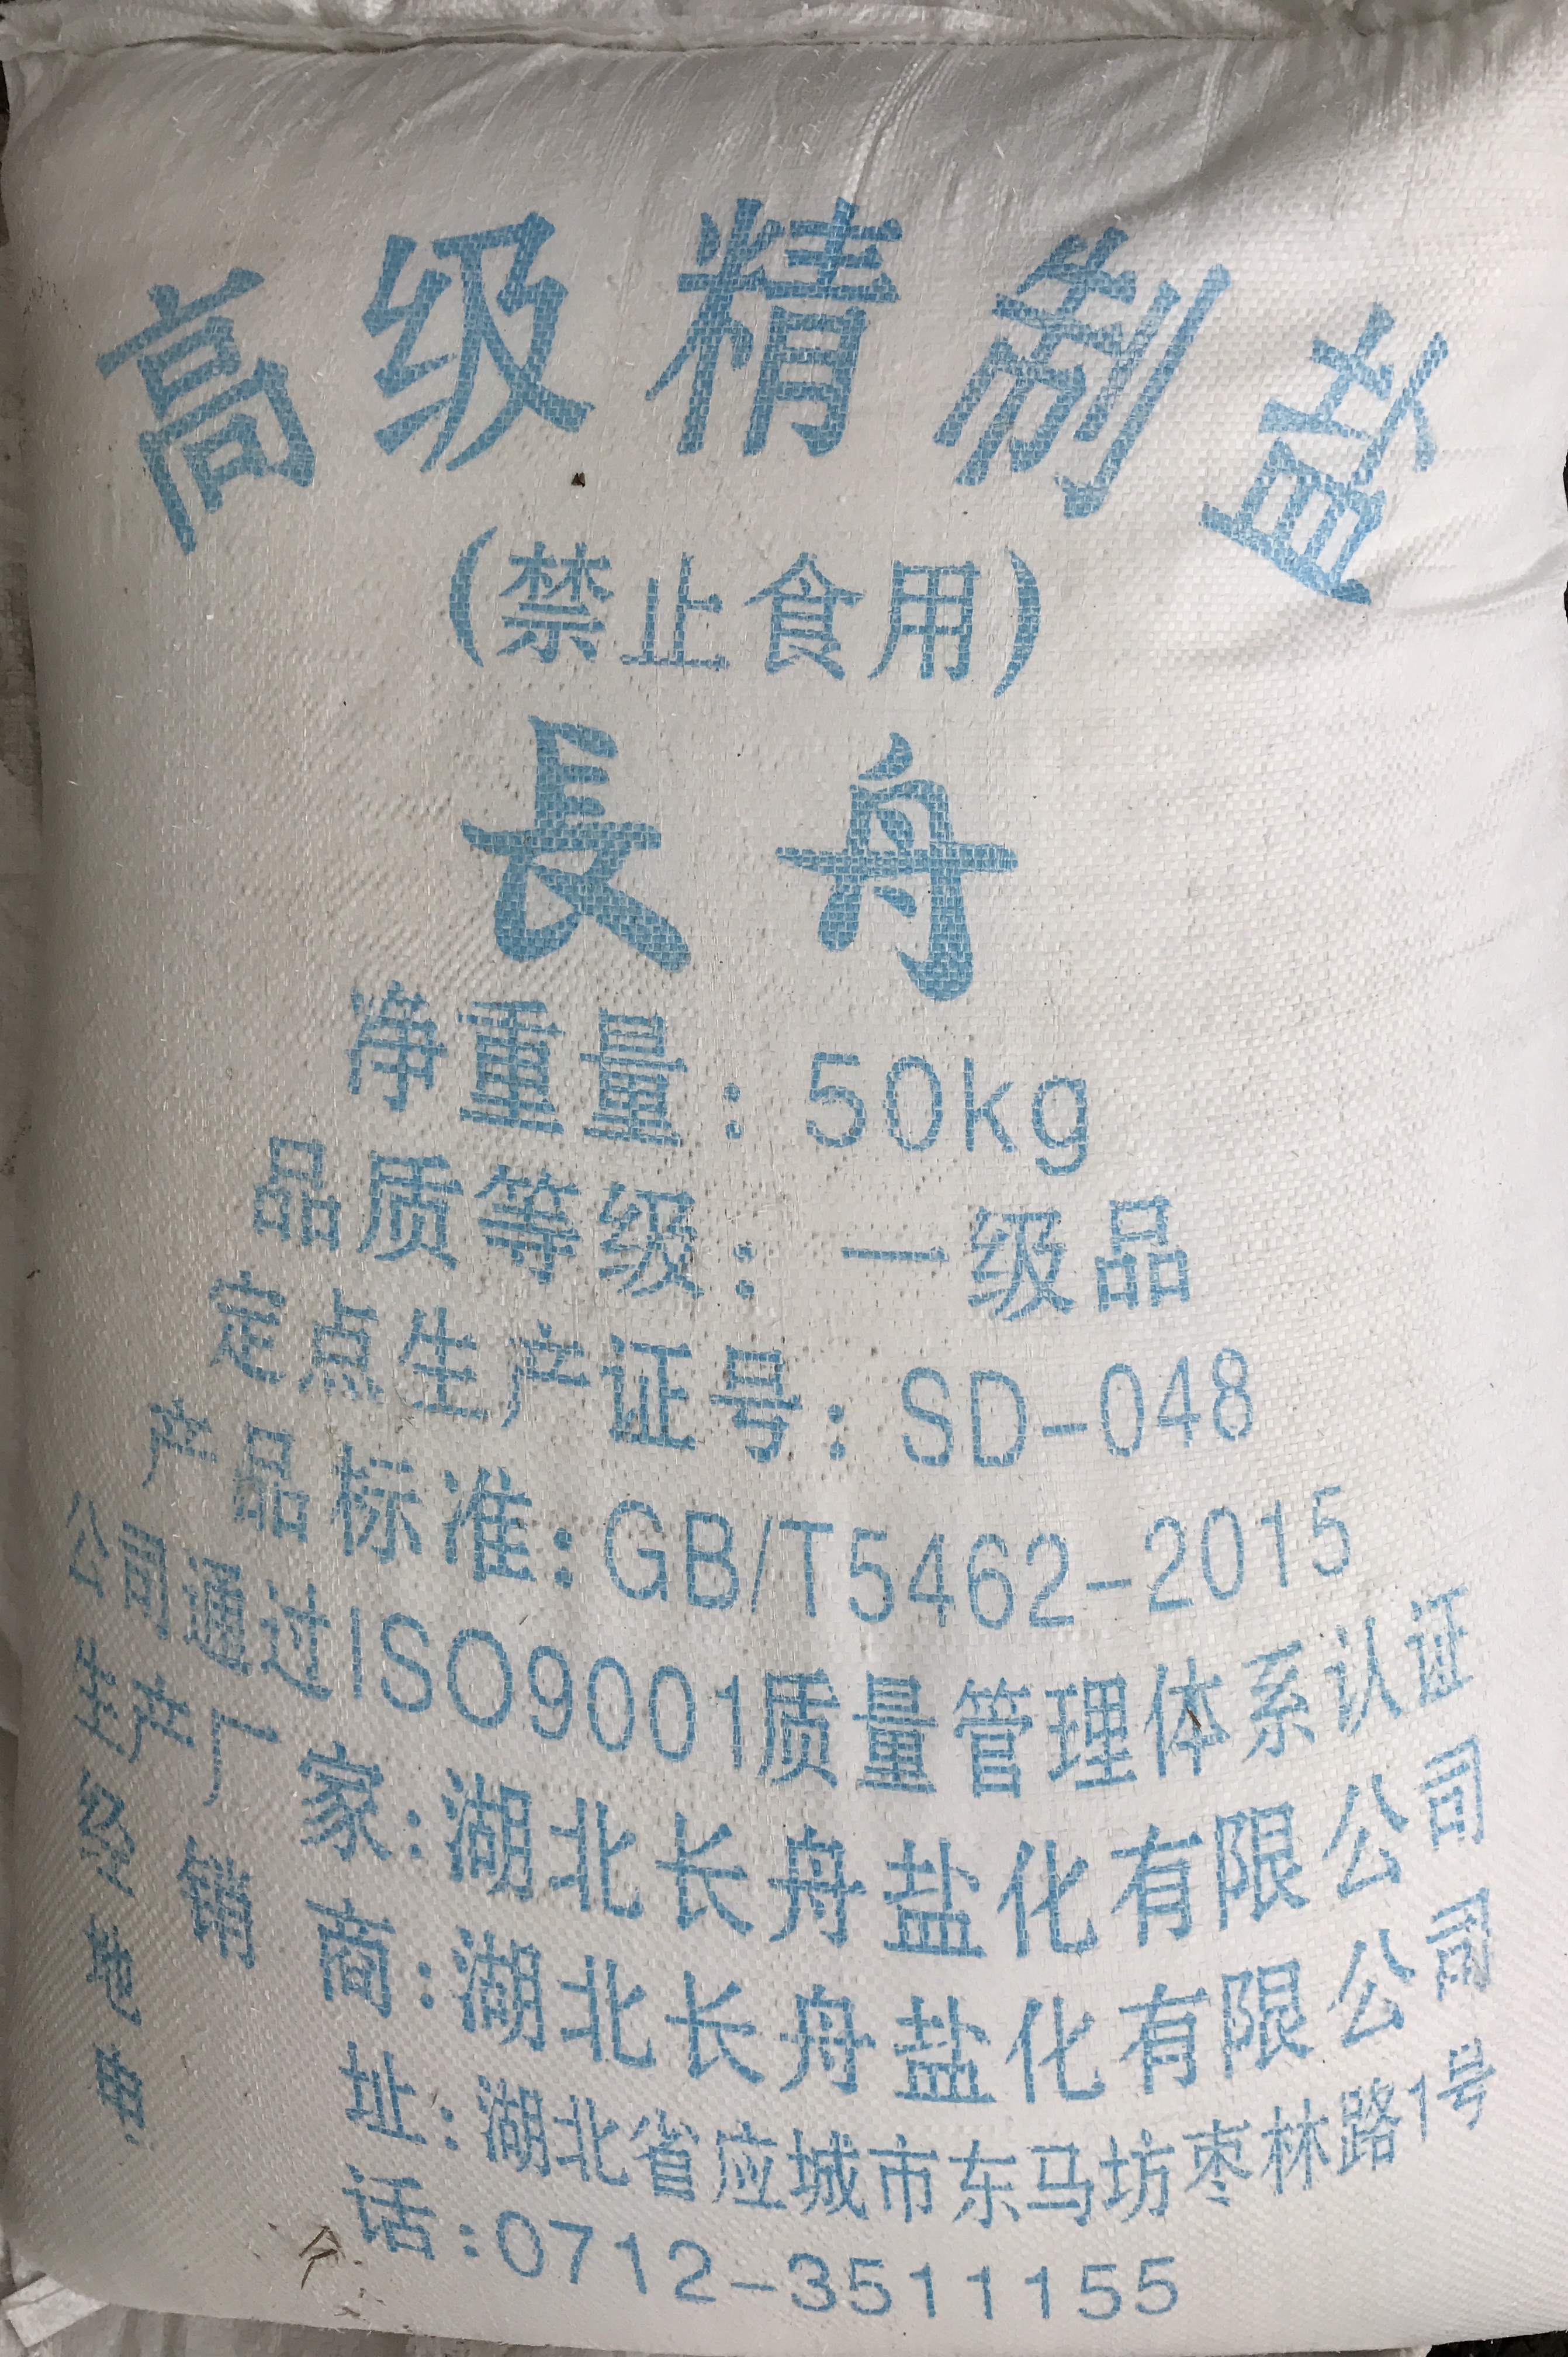 高级精制盐
(禁止食用)
長舟
净重量:50kg
品质等级:一级品
定点生产证号:SD-048
产品标准:GB/T5462-2015
公司通过ISO9001质量管理体系认证
生产厂家:湖北长舟盐化有限公司
经销商:湖北长舟盐化有限公司
地址:湖北省应城市东马坊枣林路1号
电话:0712-3511155